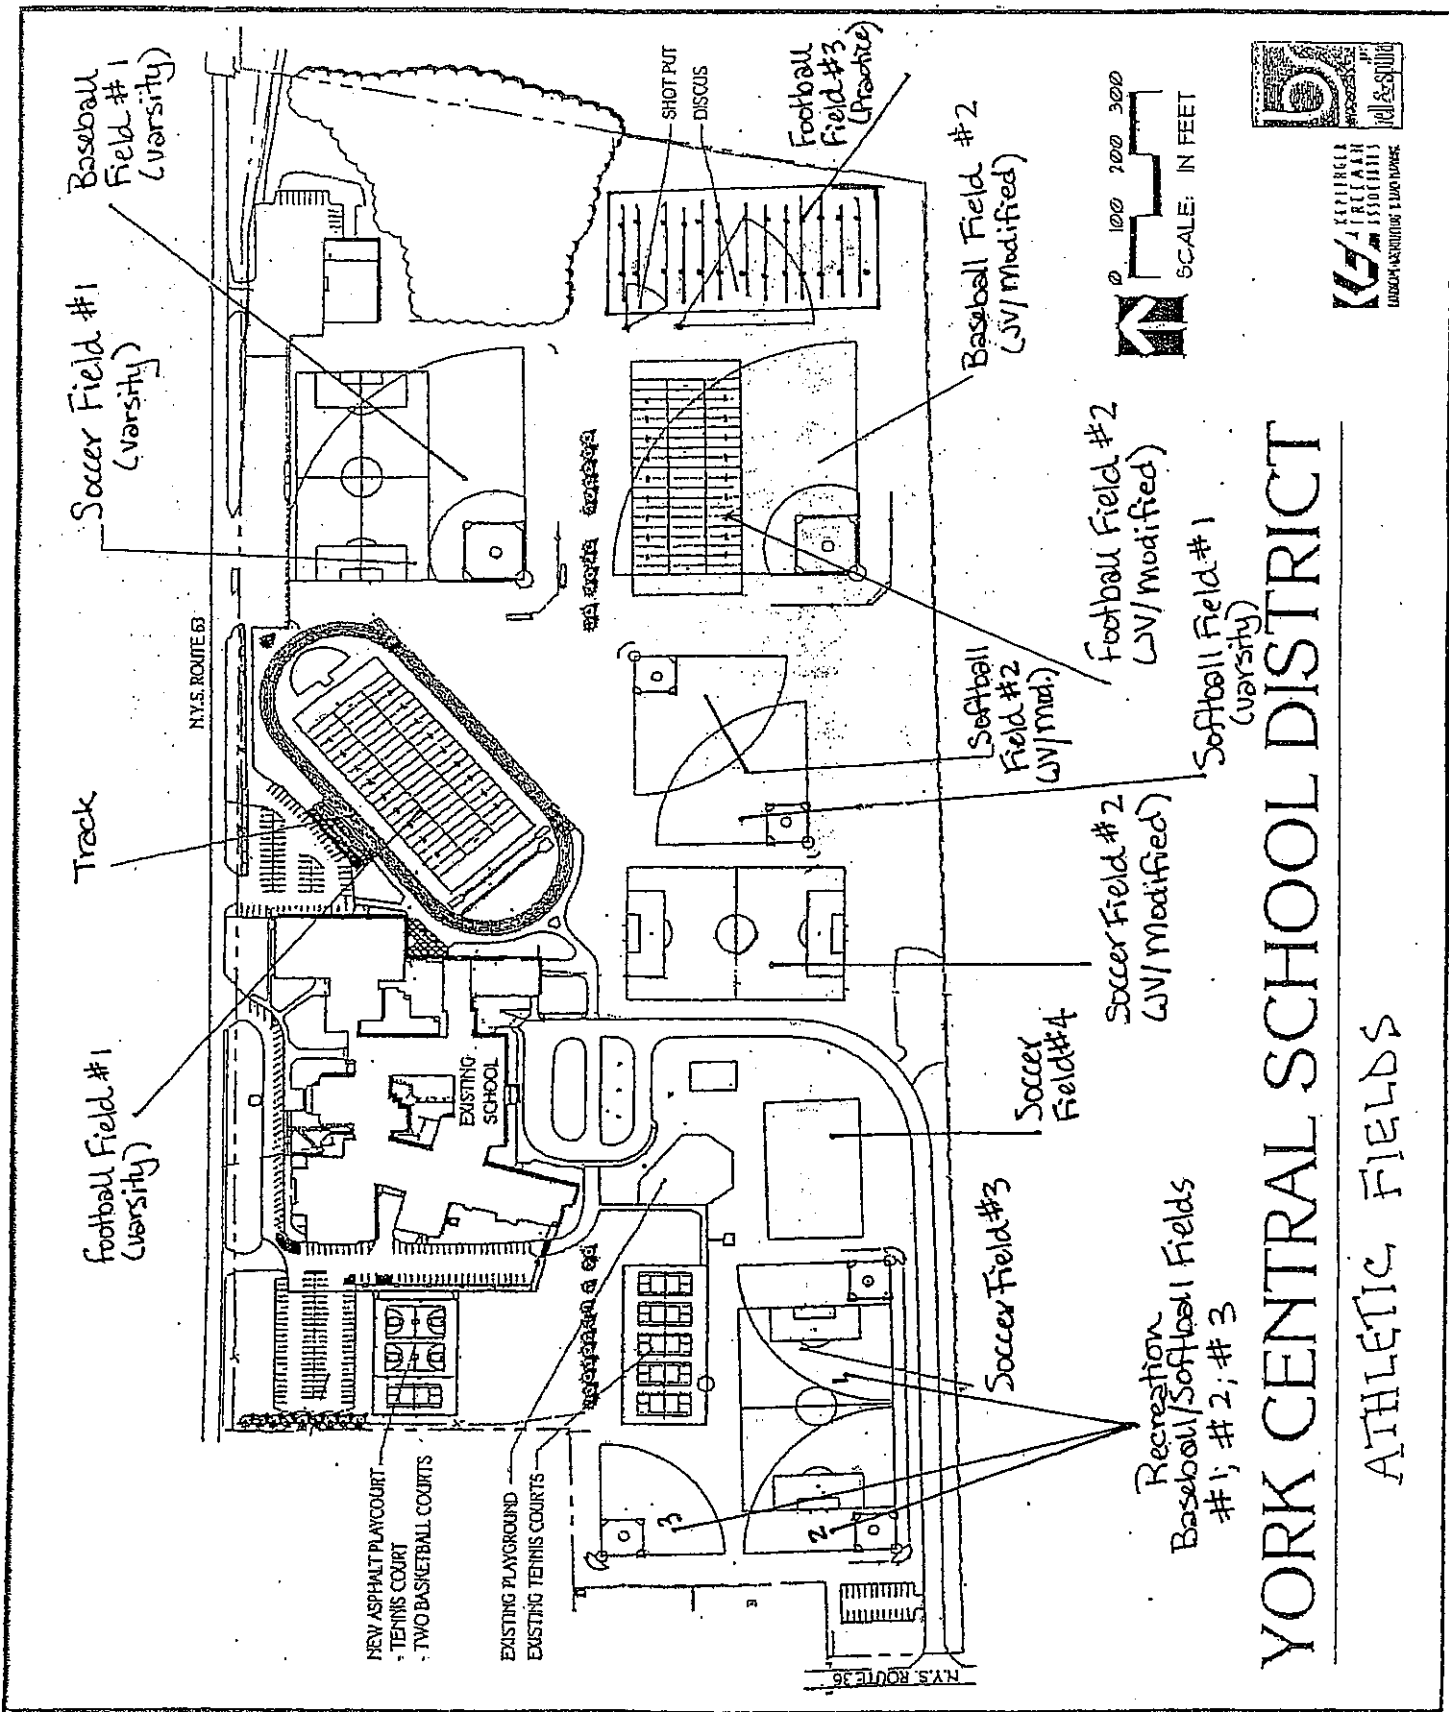 Football Field #1
(varsity)
Track
Soccer Field #1
(varsity)
Baseball
Field #1
(varsity)
N.Y.S. ROUTE 63
SHOT PUT
DISCUS
Football
Field #3
(Practice)
EXISTING
SCHOOL
NEW ASPHALT PLAYCOURT
- TENNIS COURT
- TWO BASKETBALL COURTS
EXISTING PLAYGROUND
EXISTING TENNIS COURTS
3
2
1
N.Y.S. ROUTE 36
Recreation
Baseball/Softball Fields
#1; #2; #3
Soccer Field #3
Soccer
Field #4
Soccer Field #2
(JV/Modified)
Softball
Field #2
(JV/Mod.)
Softball Field #1
(varsity)
Football Field #2
(JV/modified)
Baseball Field #2
(JV/Modified)
0 100 200 300
SCALE: IN FEET
YORK CENTRAL SCHOOL DISTRICT
ATHLETIC FIELDS
ASSOCIATES